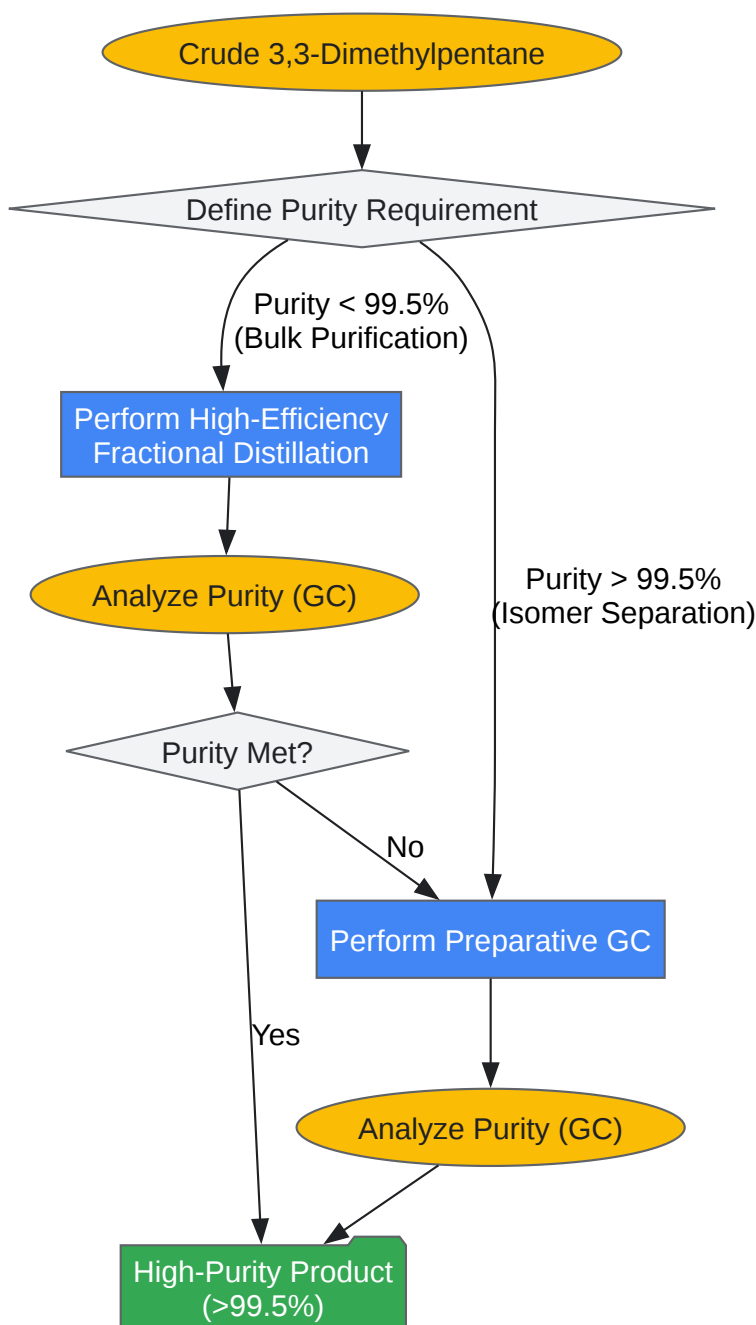 Crude 3,3-Dimethylpentane
Define Purity Requirement
Purity < 99.5%
(Bulk Purification)
Perform High-Efficiency
Fractional Distillation
Purity > 99.5%
(Isomer Separation)
Analyze Purity (GC)
Purity Met?
No
Perform Preparative GC
Yes
Analyze Purity (GC)
High-Purity Product
(>99.5%)